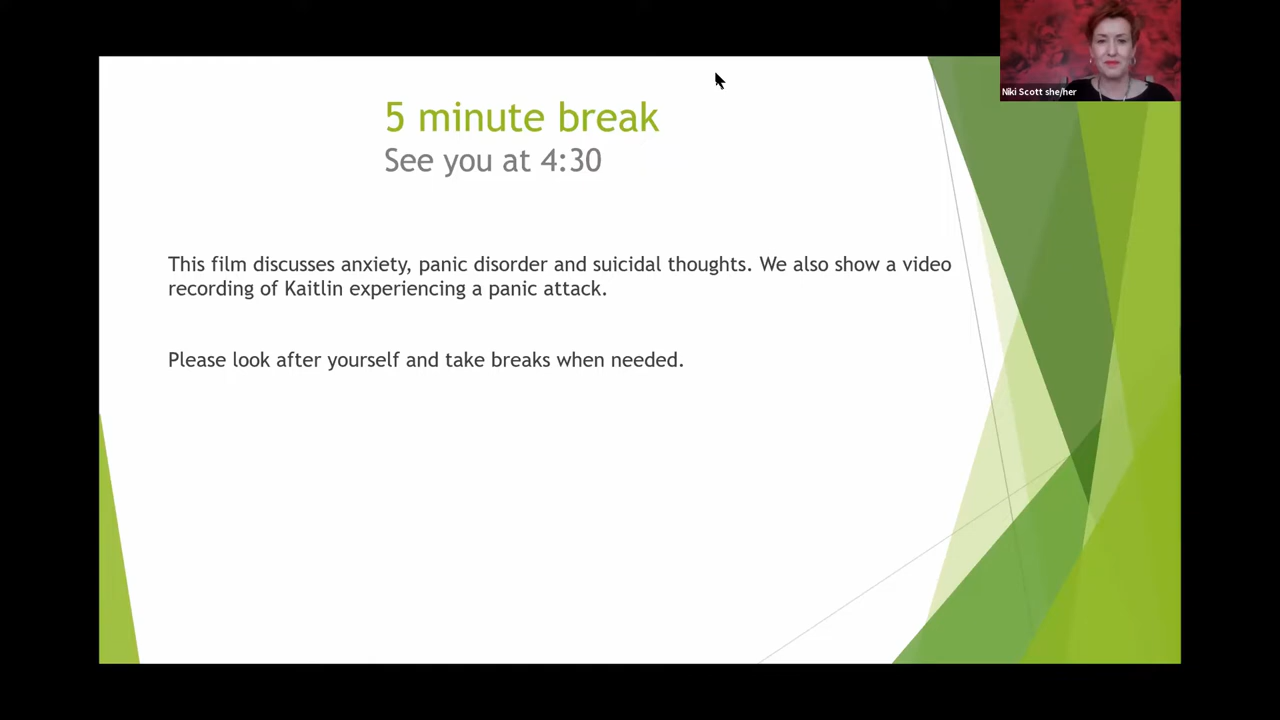 5 minute break
See you at 4:30
This film discusses anxiety, panic disorder and suicidal thoughts. We also show a video
recording of Kaitlin experiencing a panic attack.
Please look after yourself and take breaks when needed.
Niki Scott she/her